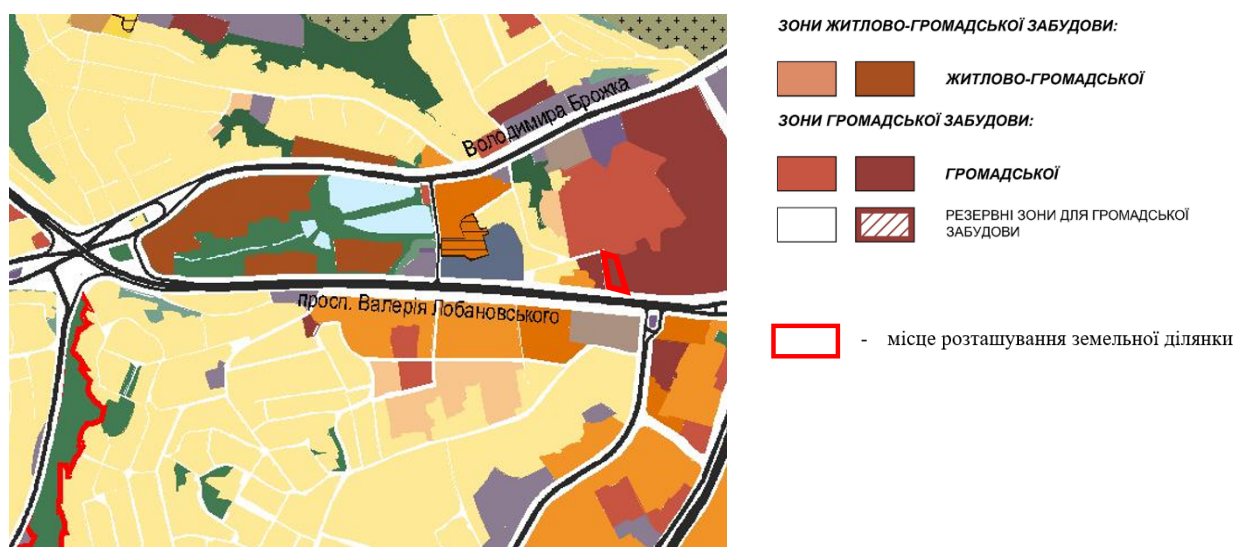 Володимира Брожка
просп. Валерія Лобановського
ЗОНИ ЖИТЛОВО-ГРОМАДСЬКОЇ ЗАБУДОВИ:
ЖИТЛОВО-ГРОМАДСЬКОЇ
ЗОНИ ГРОМАДСЬКОЇ ЗАБУДОВИ:
ГРОМАДСЬКОЇ
РЕЗЕРВНІ ЗОНИ ДЛЯ ГРОМАДСЬКОЇ
ЗАБУДОВИ
- місце розташування земельної ділянки